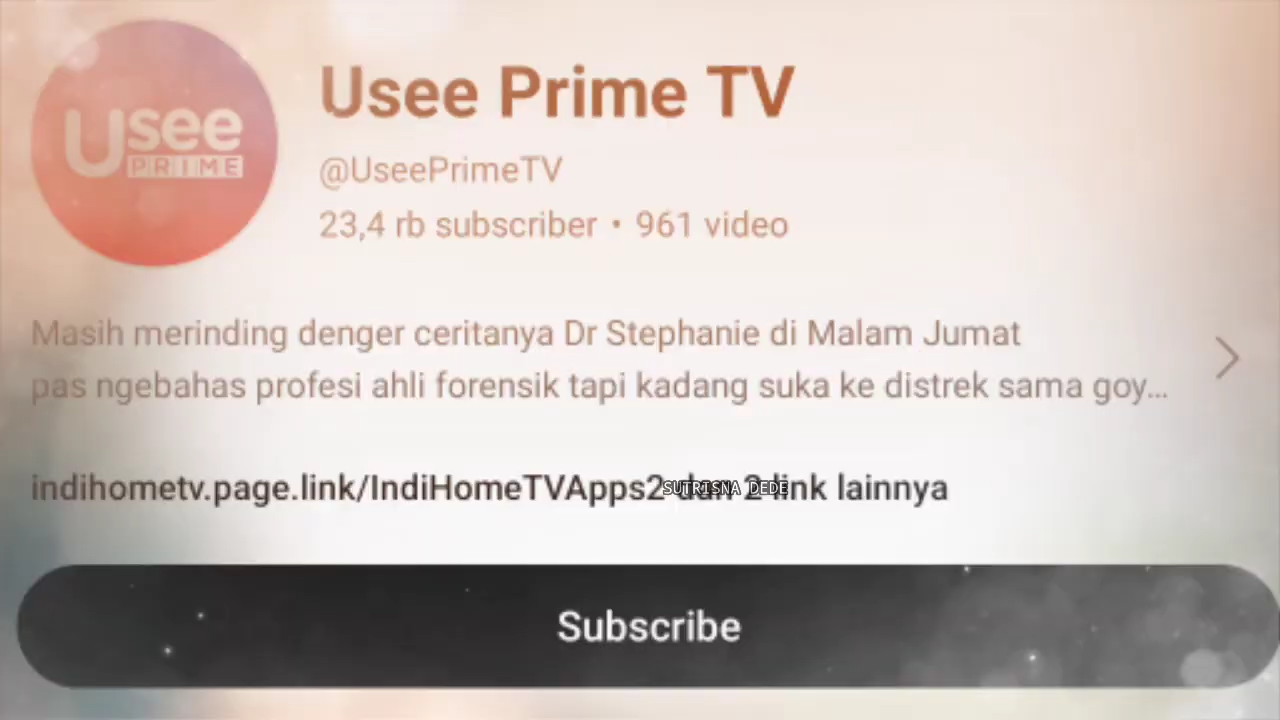 Usee
PRIME
Usee Prime TV
@UseePrimeTV
23,4 rb subscriber • 961 video
Masih merinding denger ceritanya Dr Stephanie di Malam Jumat
pas ngebahas profesi ahli forensik tapi kadang suka ke distrek sama goy...
indihometv.page.link/IndiHomeTVApps2 dan 2 link lainnya
SUTRISNA DEDE
Subscribe